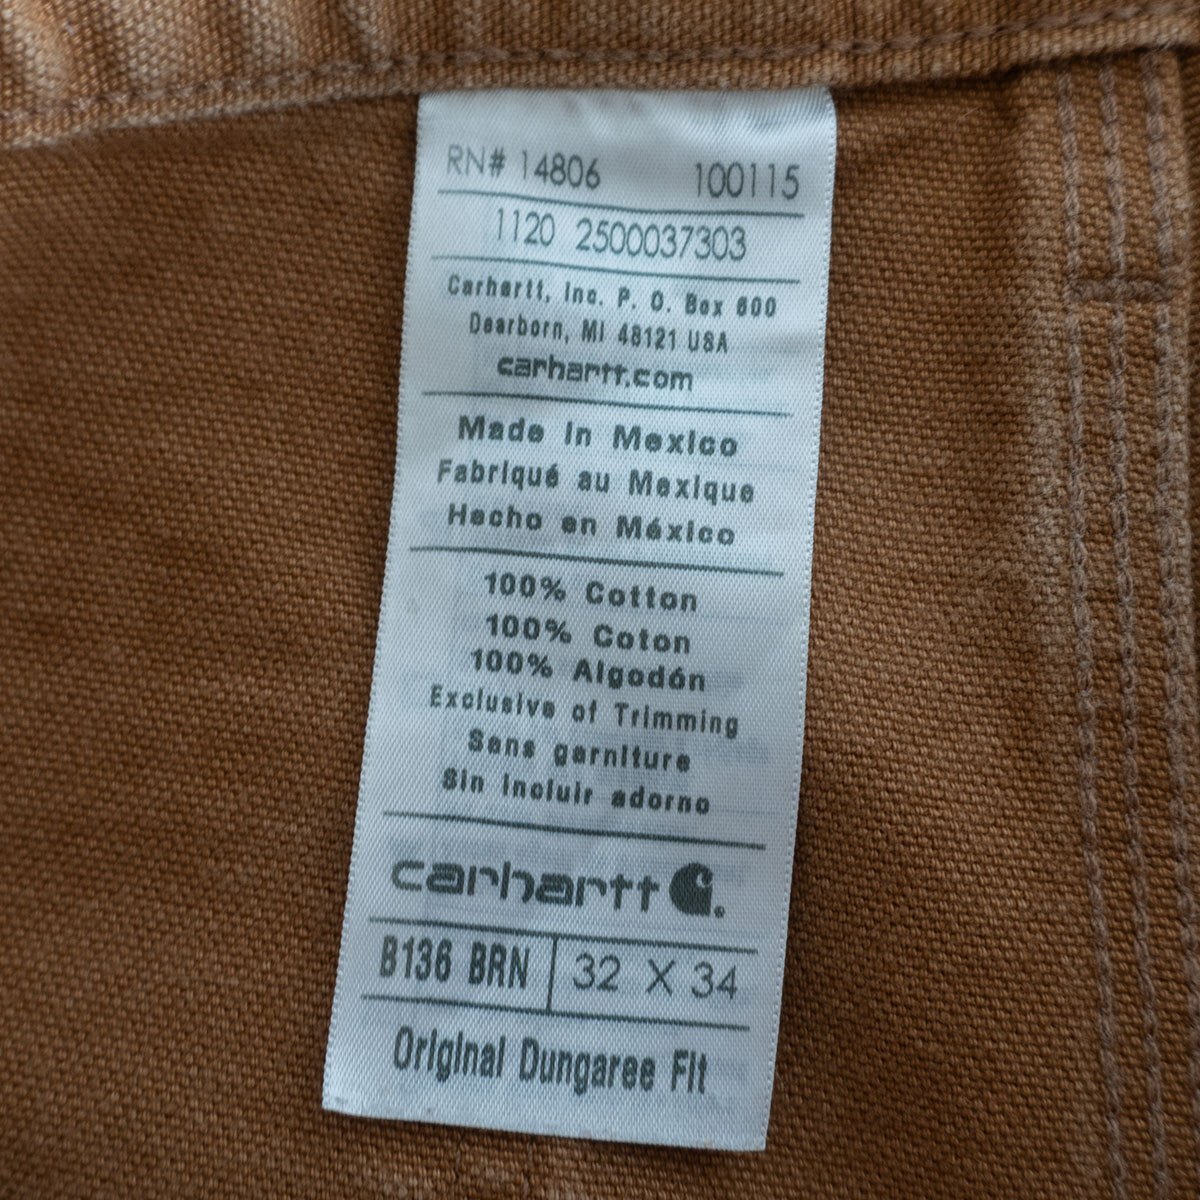 RN# 14806 100115
1120 2500037303
Carhartt, Inc. P. O. Box 600
Dearborn, MI 48121 USA
carhartt.com
Made in Mexico
Fabriqué au Mexique
Hecho en México
100% Cotton
100% Coton
100% Algodón
Exclusive of Trimming
Sans garniture
Sin incluir adorno
carhartt
B136 BRN 32 X 34
Original Dungaree Fit